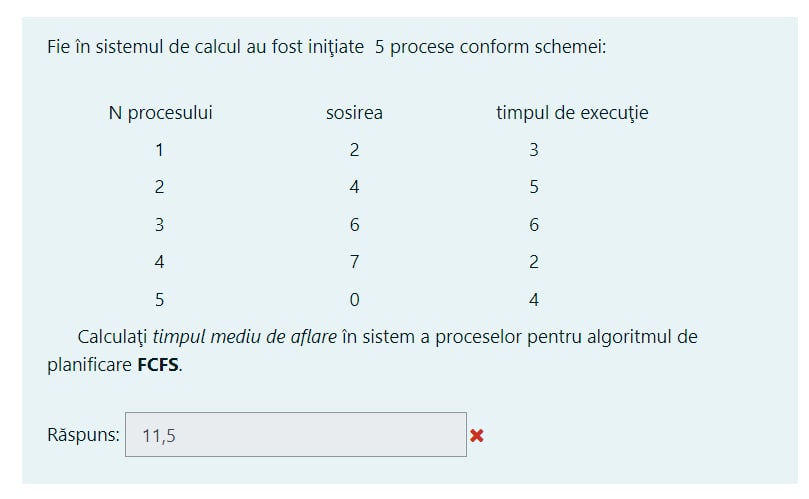 Fie în sistemul de calcul au fost iniţiate 5 procese conform schemei:
N procesului sosirea timpul de execuţie
1 2 3
2 4 5
3 6 6
4 7 2
5 0 4
Calculaţi timpul mediu de aflare în sistem a proceselor pentru algoritmul de
planificare FCFS.
Răspuns: 11,5